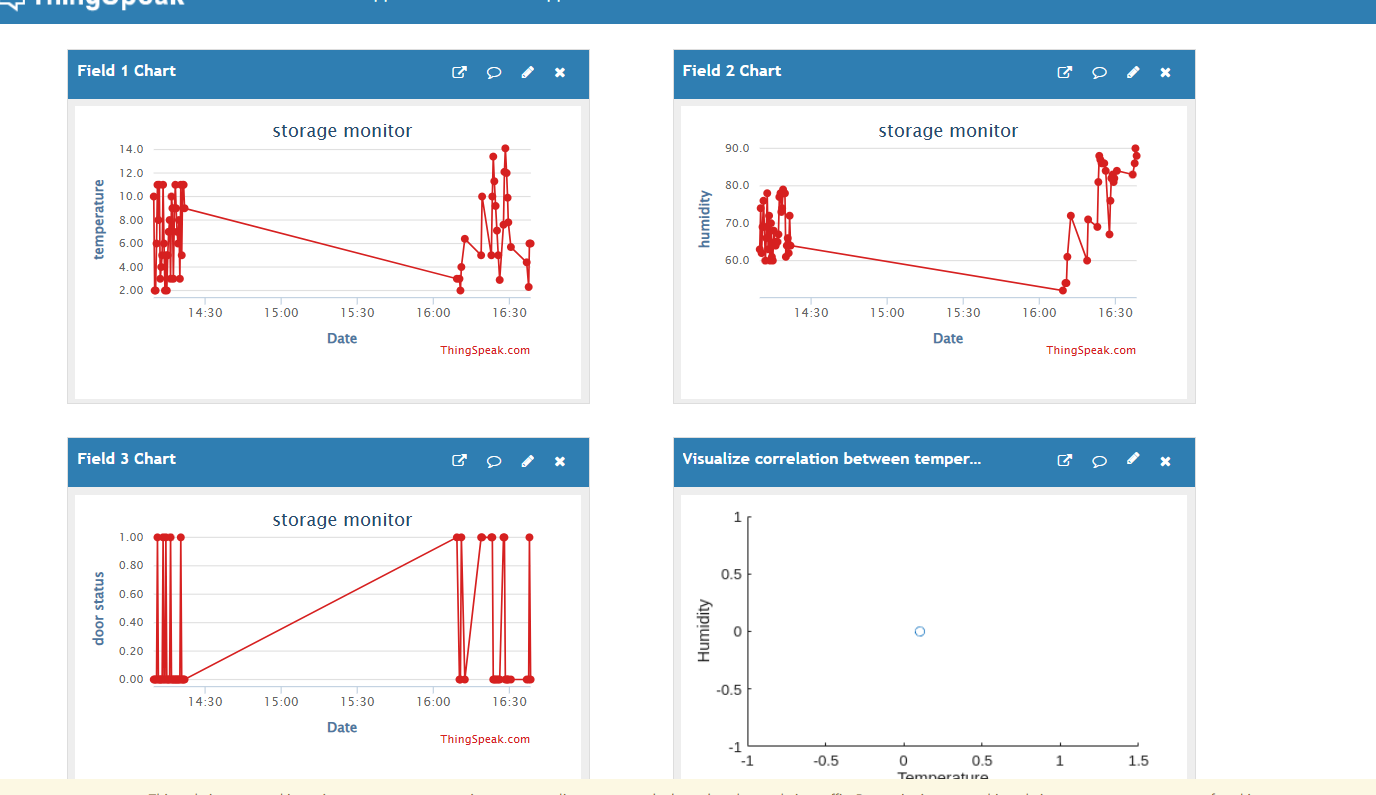 ThingSpeak
Field 1 Chart
storage monitor
temperature
14.0
12.0
10.0
8.00
6.00
4.00
2.00
14:30 15:00 15:30 16:00 16:30
Date
ThingSpeak.com
Field 2 Chart
storage monitor
humidity
90.0
80.0
70.0
60.0
14:30 15:00 15:30 16:00 16:30
Date
ThingSpeak.com
Field 3 Chart
storage monitor
door status
1.00
0.80
0.60
0.40
0.20
0.00
14:30 15:00 15:30 16:00 16:30
Date
ThingSpeak.com
Visualize correlation between temper...
Humidity
1
0.5
0
-0.5
-1
-1 -0.5 0 0.5 1 1.5
Temperature